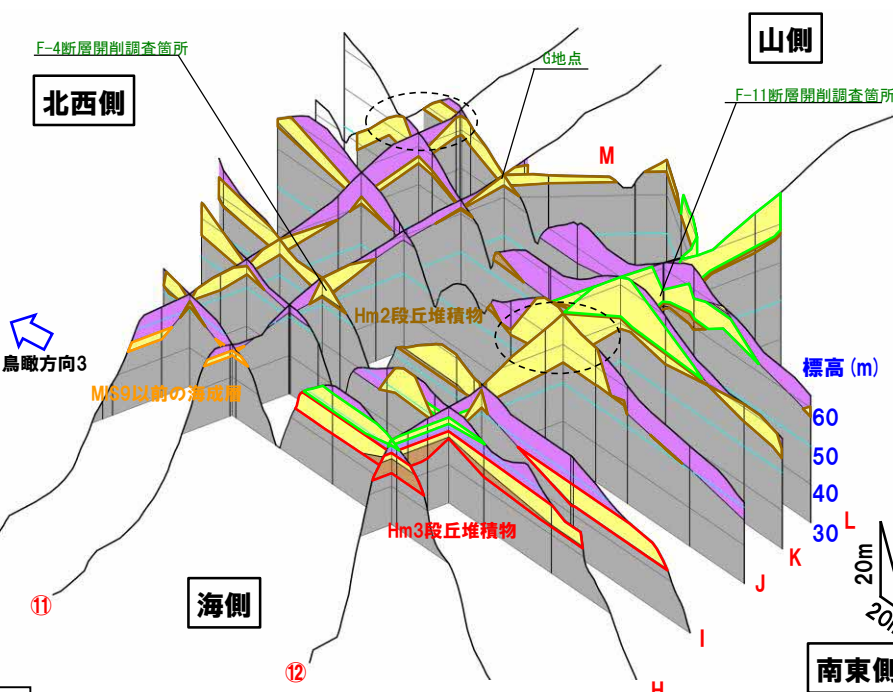 F-4断層開削調査箇所
山側
G地点
北西側
F-11断層開削調査箇所
M
Hm2段丘堆積物
鳥瞰方向3
標高(m)
MIS9以前の海成層
60
50
40
30
L
K
Hm3段丘堆積物
J
20m
⑪
海側
I
⑫
H
南東側